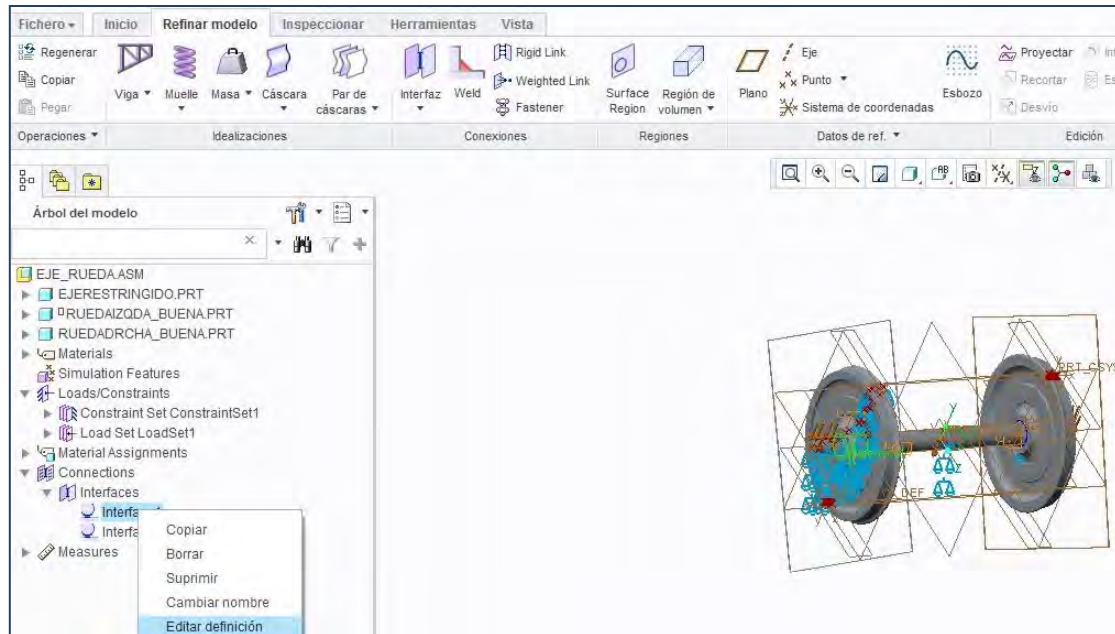 Fichero Inicio Refinar modelo Inspeccionar Herramientas Vista
Regenerar
Copiar
Pegar
Viga
Muelle
Masa
Cáscara
Par de
cáscaras
Interfaz
Weld
Rigid Link
Weighted Link
Fastener
Surface
Region
Región de
volumen
Plano
Eje
Punto
Sistema de coordenadas
Esbozo
Proyectar
Recortar
Desvío
Operaciones Idealizaciones Conexiones Regiones Datos de ref. Edición
Árbol del modelo
EJE_RUEDA.ASM
EJERESTRINGIDO.PRT
RUEDAIZQDA_BUENA.PRT
RUEDADRCHA_BUENA.PRT
Materials
Simulation Features
Loads/Constraints
Constraint Set ConstraintSet1
Load Set LoadSet1
Material Assignments
Connections
Interfaces
Interfa
Interfa
Measures
Copiar
Borrar
Suprimir
Cambiar nombre
Editar definición
PRT_CSYS
Y
Z
DEF